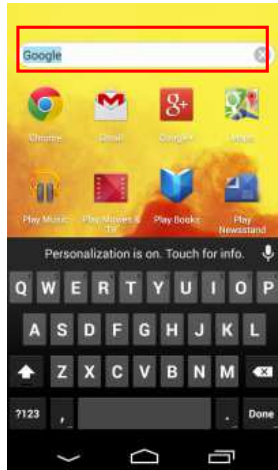 Google
Chrome Gmail Google+ Maps
Play Music Play Movies & TV Play Books Play Newsstand
Personalization is on. Touch for info.
Q W E R T Y U I O P
A S D F G H J K L
Z X C V B N M
?123 , . Done